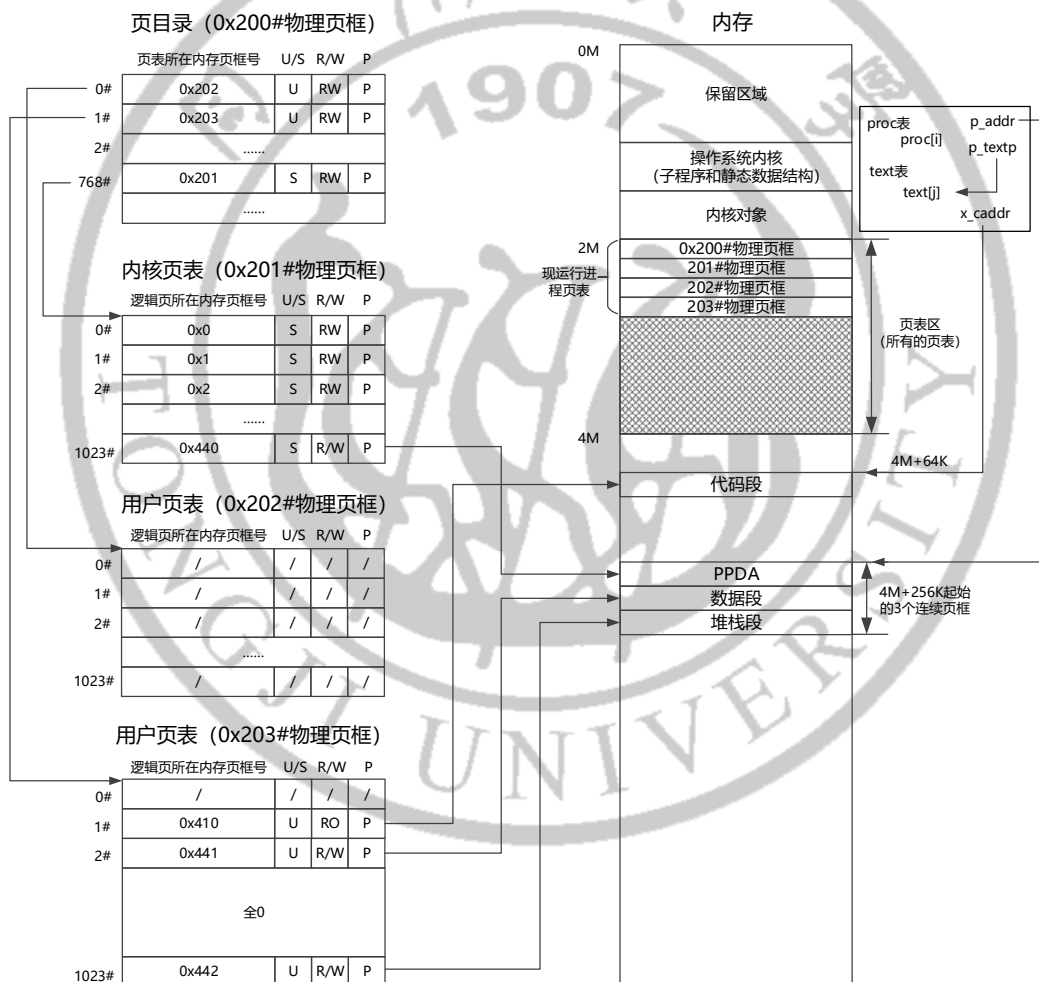 页目录（0x200#物理页框）
页表所在内存页框号 U/S R/W P
0# 0x202 U RW P
1# 0x203 U RW P
2# ......
768# 0x201 S RW P
......
内核页表（0x201#物理页框）
逻辑页所在内存页框号 U/S R/W P
0# 0x0 S RW P
1# 0x1 S RW P
2# 0x2 S RW P
......
1023# 0x440 S R/W P
用户页表（0x202#物理页框）
逻辑页所在内存页框号 U/S R/W P
0# / / / /
1# / / / /
2# / / / /
......
1023# / / / /
用户页表（0x203#物理页框）
逻辑页所在内存页框号 U/S R/W P
0# / / / /
1# 0x410 U RO P
2# 0x441 U R/W P
全0
1023# 0x442 U R/W P
内存
0M
保留区域
操作系统内核
（子程序和静态数据结构）
内核对象
2M
现运行进
程页表
0x200#物理页框
201#物理页框
202#物理页框
203#物理页框
页表区
（所有的页表）
4M
4M+64K
代码段
PPDA
数据段
堆栈段
4M+256K起始
的3个连续页框
proc表 p_addr
proc[i]
p_textp
text表
text[j]
x_caddr
1907
TONGJI UNIVERSITY